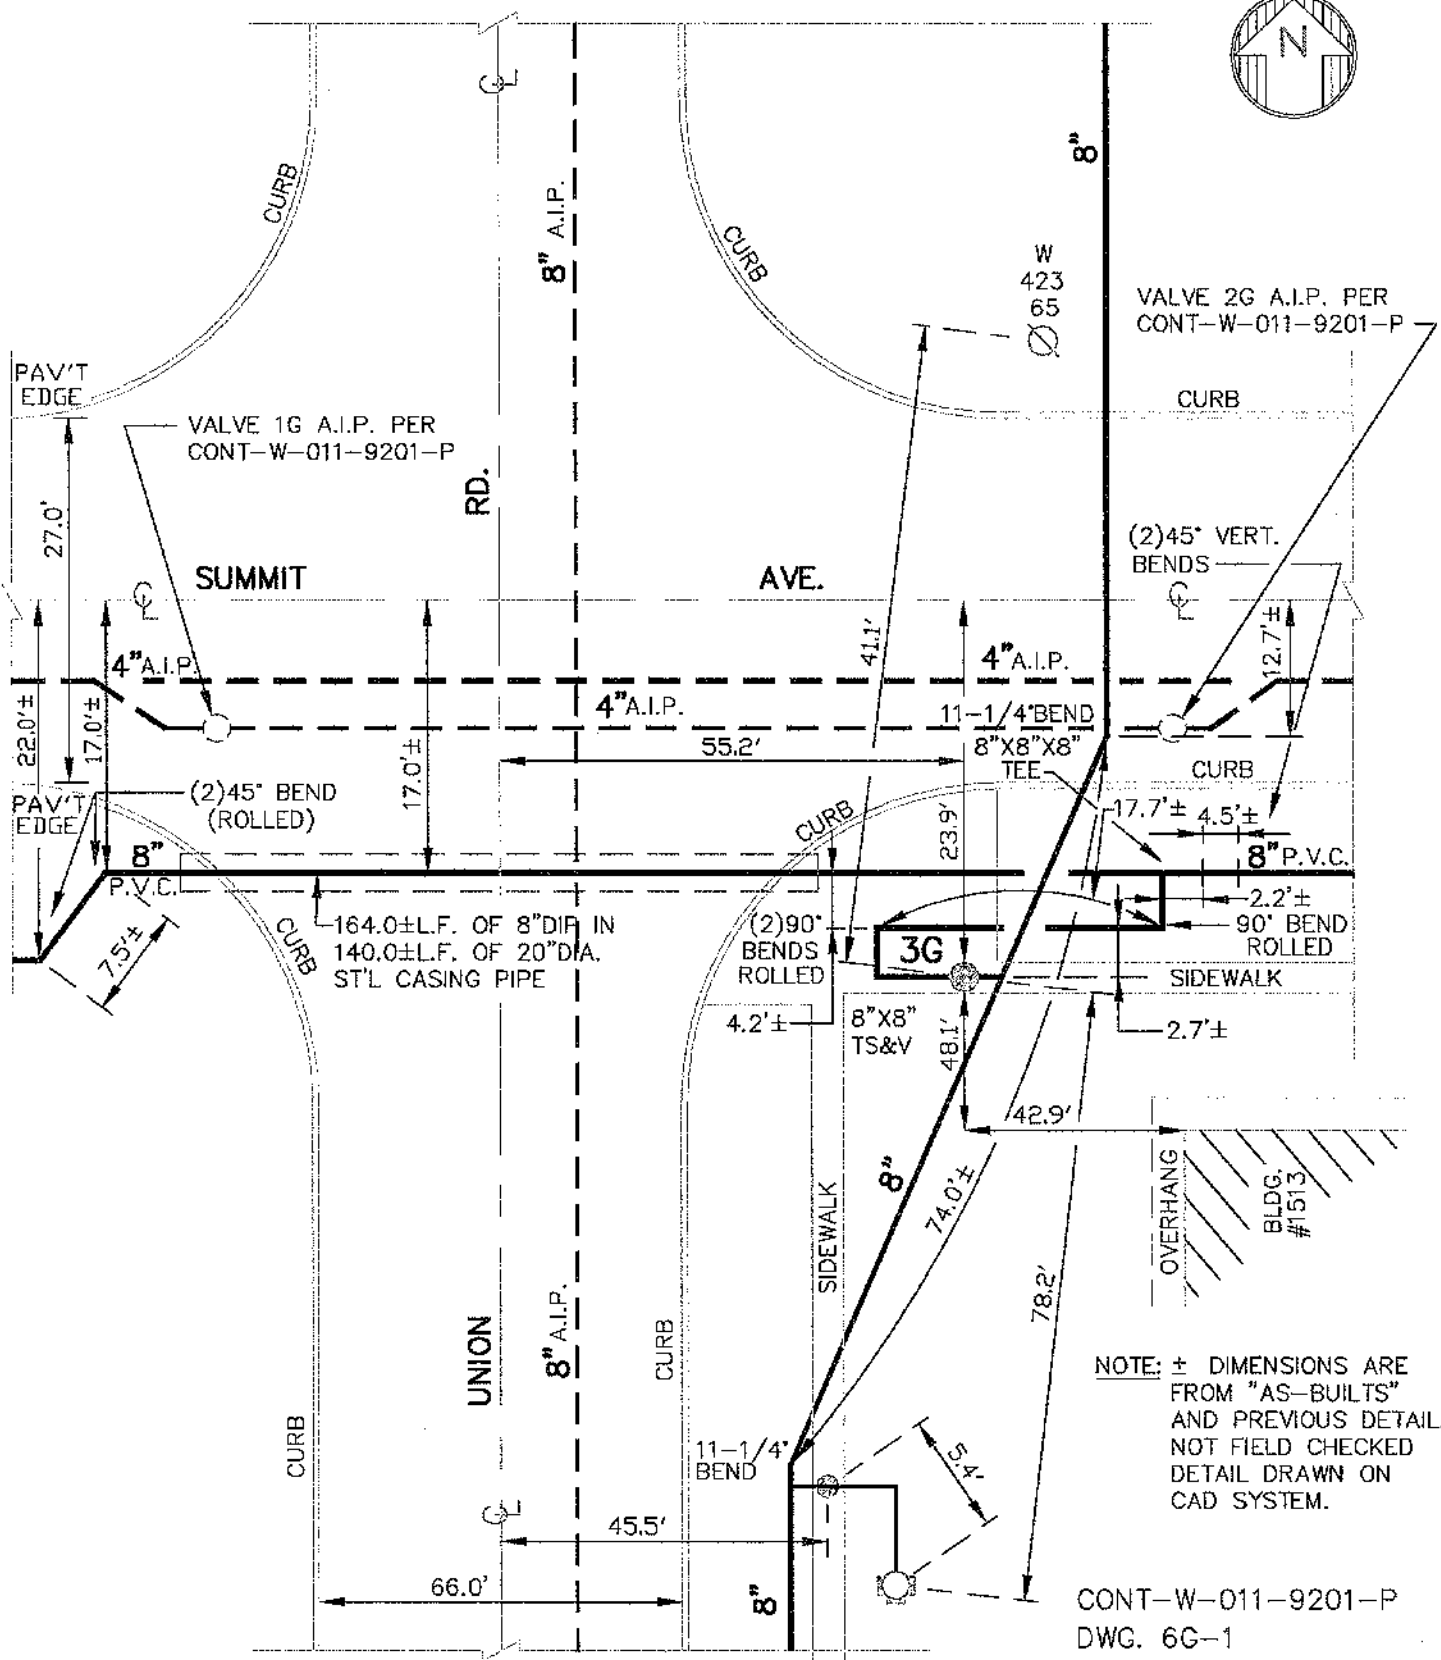 N
8"
8" A.I.P.
CURB
CURB
W
423
65
VALVE 2G A.I.P. PER
CONT-W-011-9201-P
PAV'T
EDGE
CURB
VALVE 1G A.I.P. PER
CONT-W-011-9201-P
RD.
27.0'
(2)45° VERT.
BENDS
SUMMIT
AVE.
41.1'
12.7'±
4"A.I.P.
4"A.I.P.
4"A.I.P.
22.0'±
17.0'±
17.0'±
11-1/4°BEND
55.2'
8"X8"X8"
TEE
CURB
PAV'T
EDGE
(2)45° BEND
(ROLLED)
CURB
23.9'
17.7'±
4.5'±
8"
P.V.C.
8"P.V.C.
2.2'±
164.0±L.F. OF 8"DIP IN
140.0±L.F. OF 20"DIA.
ST'L CASING PIPE
CURB
7.5'±
(2)90°
BENDS
ROLLED
3G
90° BEND
ROLLED
SIDEWALK
4.2'±
8"X8"
TS&V
48.1'
2.7'±
42.9'
8"
74.0'±
SIDEWALK
OVERHANG
BLDG.
#1513
78.2'
UNION
8" A.I.P.
CURB
CURB
NOTE: ± DIMENSIONS ARE
FROM "AS-BUILTS"
AND PREVIOUS DETAIL
NOT FIELD CHECKED
DETAIL DRAWN ON
CAD SYSTEM.
11-1/4°
BEND
5.4'
45.5'
66.0'
8"
CONT-W-011-9201-P
DWG. 6G-1